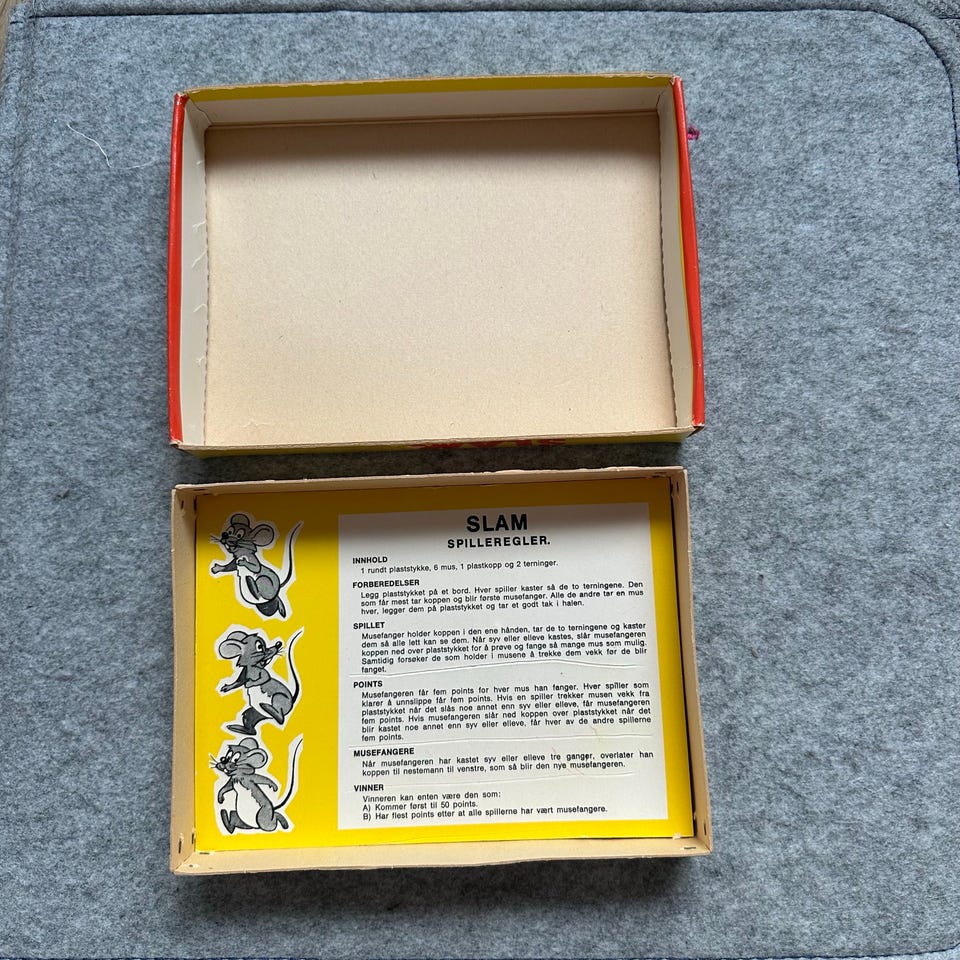 SLAM
SPILLEREGLER.
INNHOLD
1 rundt plaststykke, 6 mus, 1 plastkopp og 2 terninger.
FORBEREDELSER
Legg plaststykket på et bord. Hver spiller kaster så de to terningene. Den
som får mest tar koppen og blir første musefanger. Alle de andre tar en mus
hver, legger dem på plaststykket og tar et godt tak i halen.
SPILLET
Musefanger holder koppen i den ene hånden, tar de to terningene og kaster
dem så alle lett kan se dem. Når syv eller elleve kastes, slår musefangeren
koppen ned over plaststykket for å prøve og fange så mange mus som mulig.
Samtidig forsøker de som holder i musene å trekke dem vekk før de blir
fanget.
POINTS
Musefangeren får fem points for hver mus han fanger. Hver spiller som
klarer å unnslippe får fem points. Hvis en spiller trekker musen vekk fra
plaststykket når det slås noe annet enn syv eller elleve, får musefangeren
fem points. Hvis musefangeren slår ned koppen over plaststykket når det
blir kastet noe annet enn syv eller elleve, får hver av de andre spillerne
fem points.
MUSEFANGERE
Når musefangeren har kastet syv eller elleve tre ganger, overlater han
koppen til nestemann til venstre, som så blir den nye musefangeren.
VINNER
Vinneren kan enten være den som:
A) Kommer først til 50 points.
B) Har flest points etter at alle spillerne har vært musefangere.